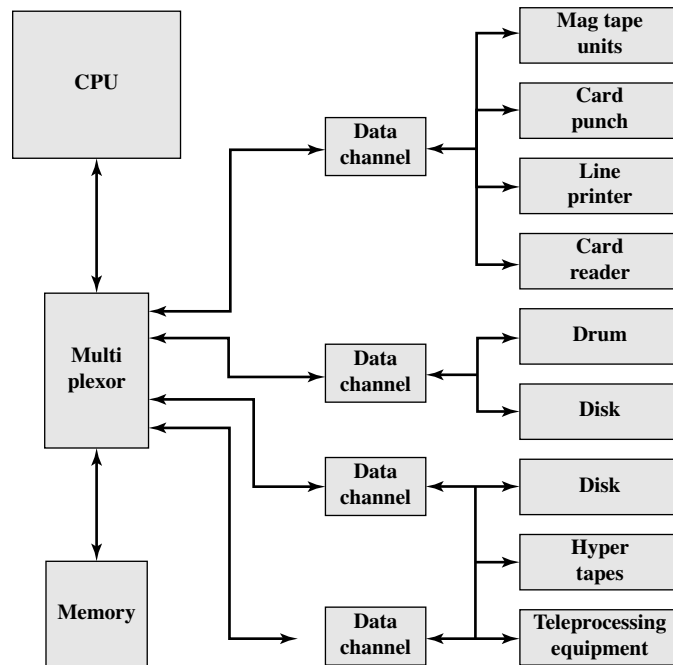 CPU
Multi
plexor
Memory
Data
channel
Mag tape
units
Card
punch
Line
printer
Card
reader
Data
channel
Drum
Disk
Data
channel
Disk
Hyper
tapes
Data
channel
Teleprocessing
equipment